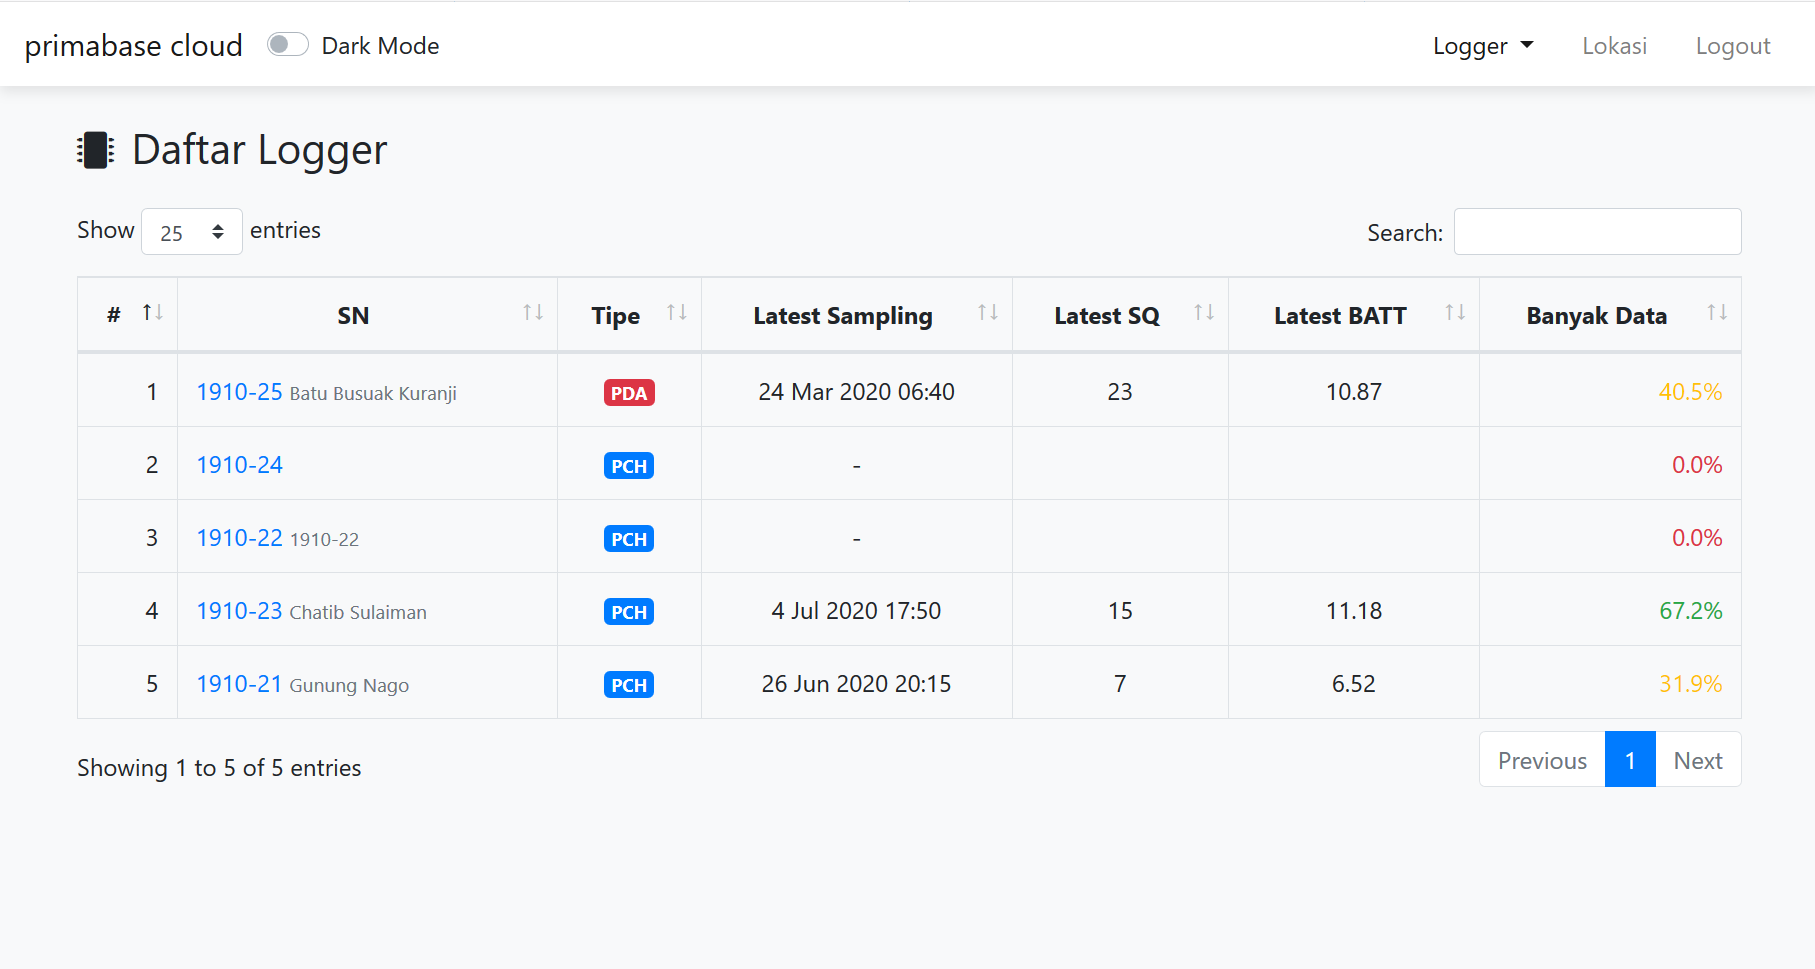 primabase cloud Dark Mode Logger Lokasi Logout
Daftar Logger
Show 25 entries Search:
# SN Tipe Latest Sampling Latest SQ Latest BATT Banyak Data
1 1910-25 Batu Busuak Kuranji PDA 24 Mar 2020 06:40 23 10.87 40.5%
2 1910-24 PCH - 0.0%
3 1910-22 1910-22 PCH - 0.0%
4 1910-23 Chatib Sulaiman PCH 4 Jul 2020 17:50 15 11.18 67.2%
5 1910-21 Gunung Nago PCH 26 Jun 2020 20:15 7 6.52 31.9%
Showing 1 to 5 of 5 entries Previous 1 Next